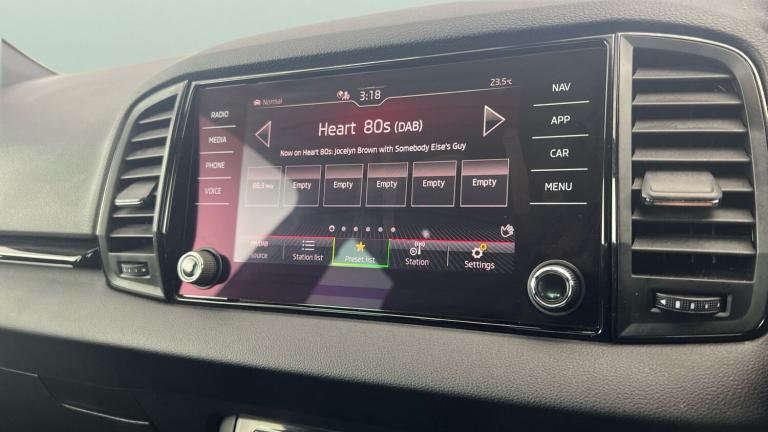 RADIO
MEDIA
PHONE
VOICE
Normal
3:18
23.5°C
Heart 80s (DAB)
Now on Heart 80s: Jocelyn Brown with Somebody Else's Guy
Empty
Empty
Empty
Empty
Empty
Source
Station list
Preset list
Station
Settings
NAV
APP
CAR
MENU